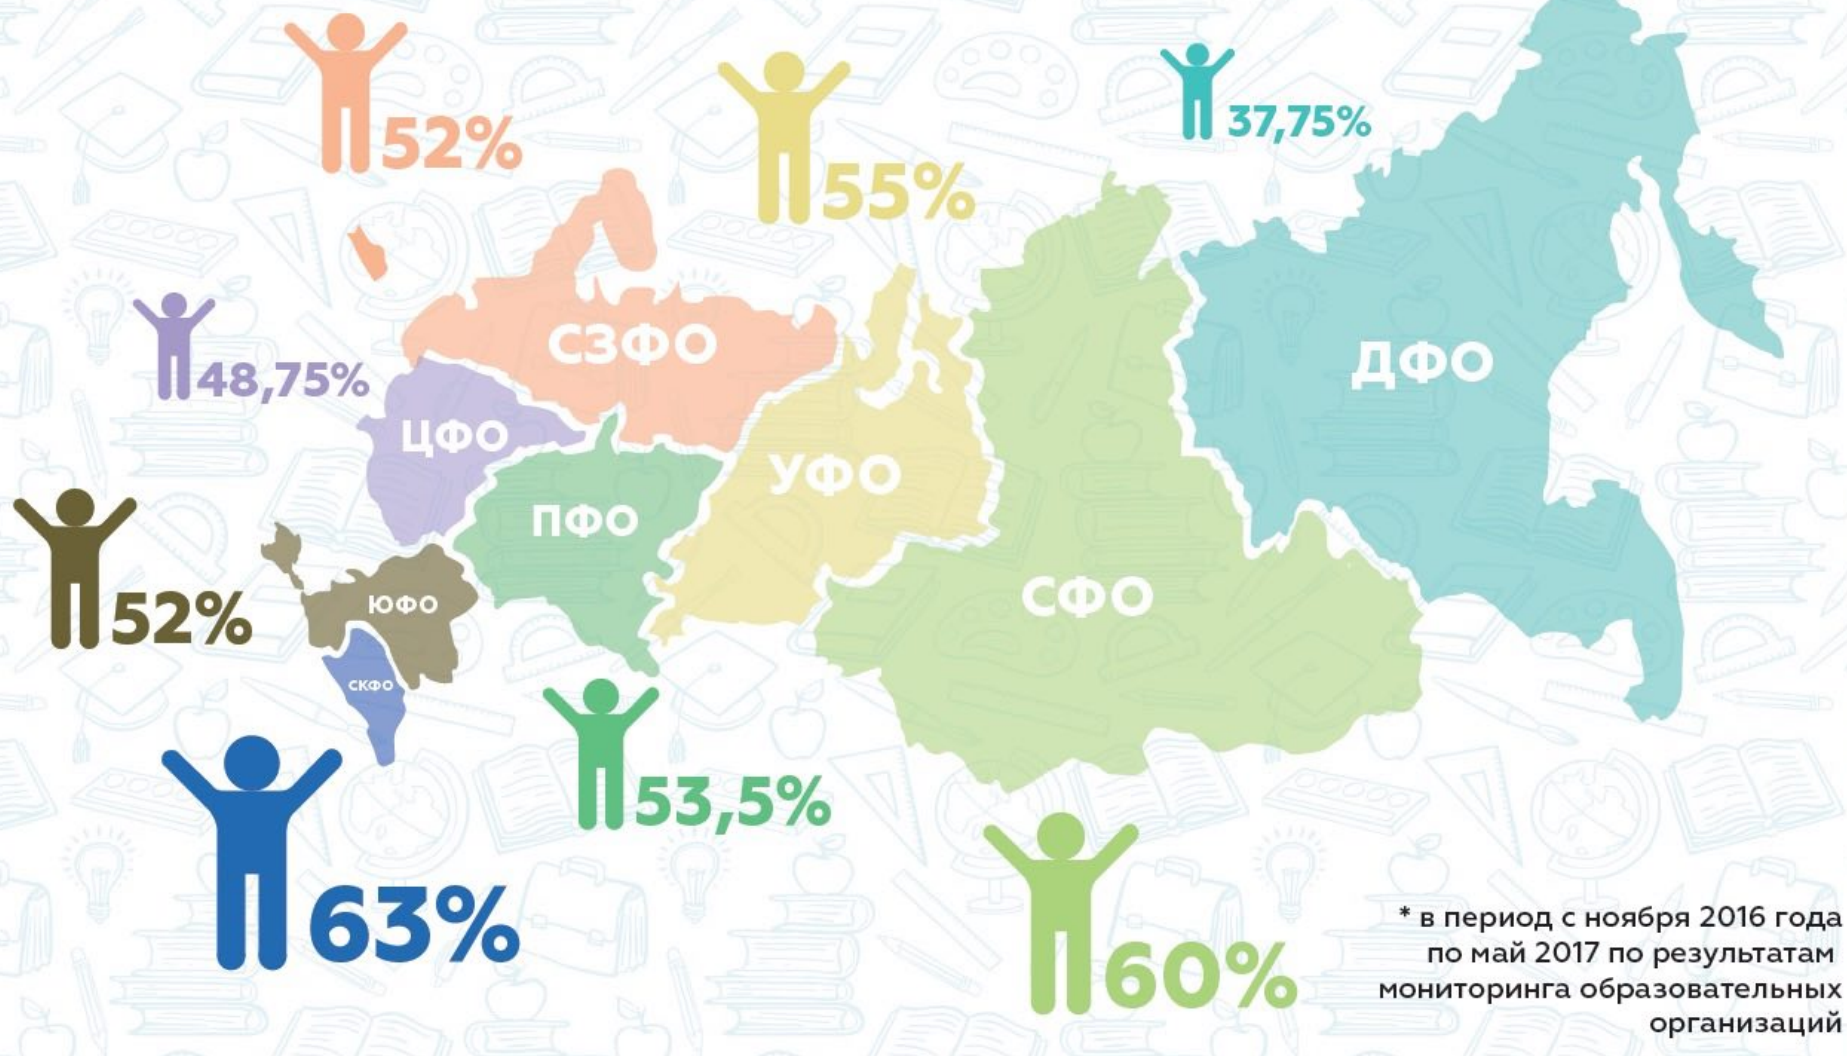 52%
55%
37,75%
СЗФО
ДФО
48,75%
ЦФО
УФО
ПФО
52%
ЮФО
СФО
СКФО
53,5%
63%
60%
* в период с ноября 2016 года
по май 2017 по результатам
мониторинга образовательных
организаций